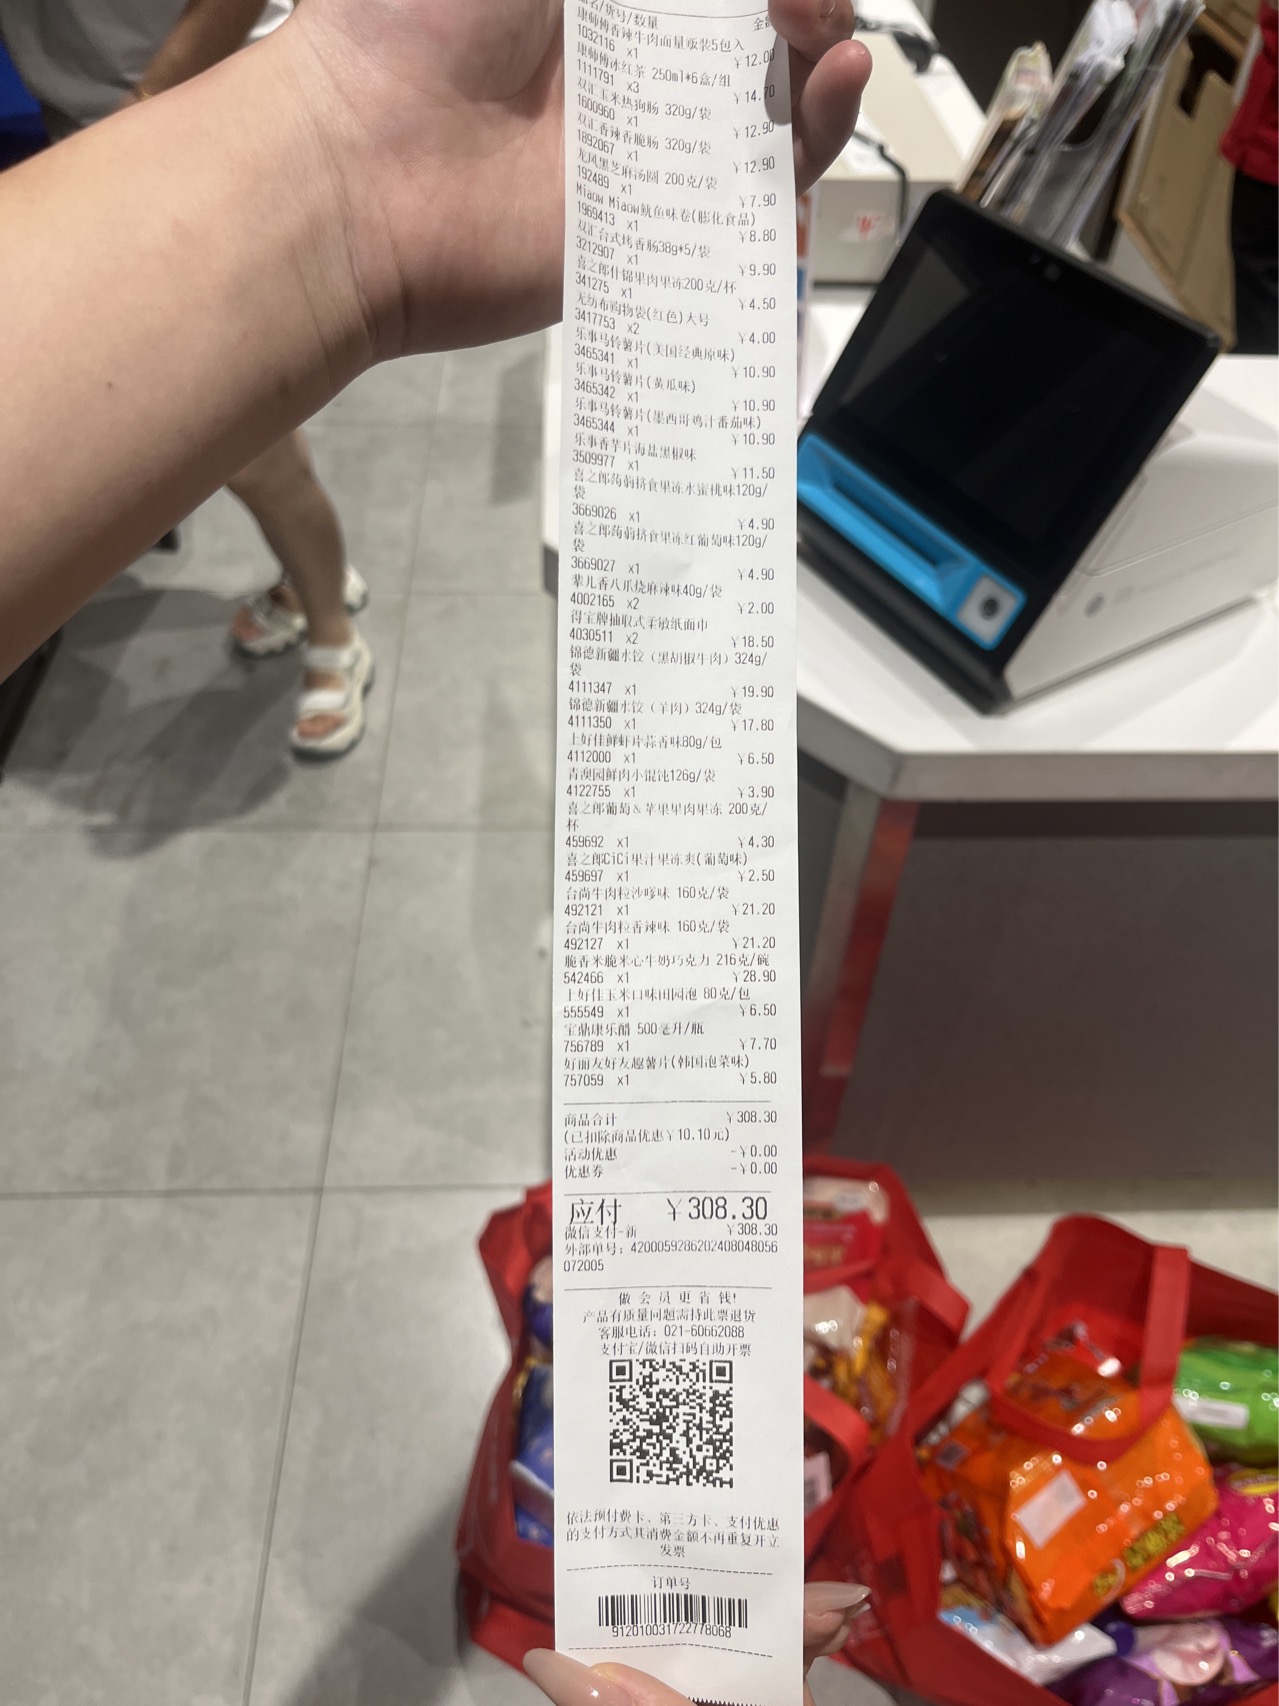 品名/货号/数量 金额
康师傅香辣牛肉面量贩装5包入
1032116 x1 ￥12.00
康师傅冰红茶 250ml*6盒/组
1111791 x3 ￥14.70
双汇玉米热狗肠 320g/袋
1600960 x1 ￥12.90
双汇香辣香脆肠 320g/袋
1892067 x1 ￥12.90
龙凤黑芝麻汤圆 200克/袋
192489 x1 ￥7.90
Miaow Miaow鱿鱼味卷(膨化食品)
1969413 x1 ￥8.80
双汇台式烤香肠38g*5/袋
3212907 x1 ￥9.90
喜之郎什锦果肉果冻200克/杯
341275 x1 ￥4.50
无纺布购物袋(红色)大号
3417753 x2 ￥4.00
乐事马铃薯片(美国经典原味)
3465341 x1 ￥10.90
乐事马铃薯片(黄瓜味)
3465342 x1 ￥10.90
乐事马铃薯片(墨西哥鸡汁番茄味)
3465344 x1 ￥10.90
乐事香芋片海盐黑椒味
3509977 x1 ￥11.50
喜之郎蒟蒻挤食果冻水蜜桃味120g/
袋
3669026 x1 ￥4.90
喜之郎蒟蒻挤食果冻红葡萄味120g/
袋
3669027 x1 ￥4.90
辈儿香八爪烧麻辣味40g/袋
4002165 x2 ￥2.00
得宝牌抽取式柔敏纸面巾
4030511 x2 ￥18.50
锦德新疆水饺（黑胡椒牛肉）324g/
袋
4111347 x1 ￥19.90
锦德新疆水饺（羊肉）324g/袋
4111350 x1 ￥17.80
上好佳鲜虾片蒜香味80g/包
4112000 x1 ￥6.50
青澳园鲜肉小混沌126g/袋
4122755 x1 ￥3.90
喜之郎葡萄&苹果果肉果冻 200克/
杯
459692 x1 ￥4.30
喜之郎CiCi果汁果冻爽(葡萄味)
459697 x1 ￥2.50
台尚牛肉粒沙嗲味 160克/袋
492121 x1 ￥21.20
台尚牛肉粒香辣味 160克/袋
492127 x1 ￥21.20
脆香米脆米心牛奶巧克力 216克/碗
542466 x1 ￥28.90
上好佳玉米口味田园泡 80克/包
555549 x1 ￥6.50
宝鼎康乐醋 500毫升/瓶
756789 x1 ￥7.70
好丽友好友趣薯片(韩国泡菜味)
757059 x1 ￥5.80
商品合计 ￥308.30
(已扣除商品优惠￥10.10元)
活动优惠 -￥0.00
优惠券 -￥0.00
应付 ￥308.30
微信支付-新 ￥308.30
外部单号：4200059286202408048056
072005
做会员更省钱!
产品有质量问题需持此票退货
客服电话：021-60662088
支付宝/微信扫码自助开票
依法预付费卡、第三方卡、支付优惠
的支付方式其消费金额不再重复开立
发票
订单号
912010031722778068